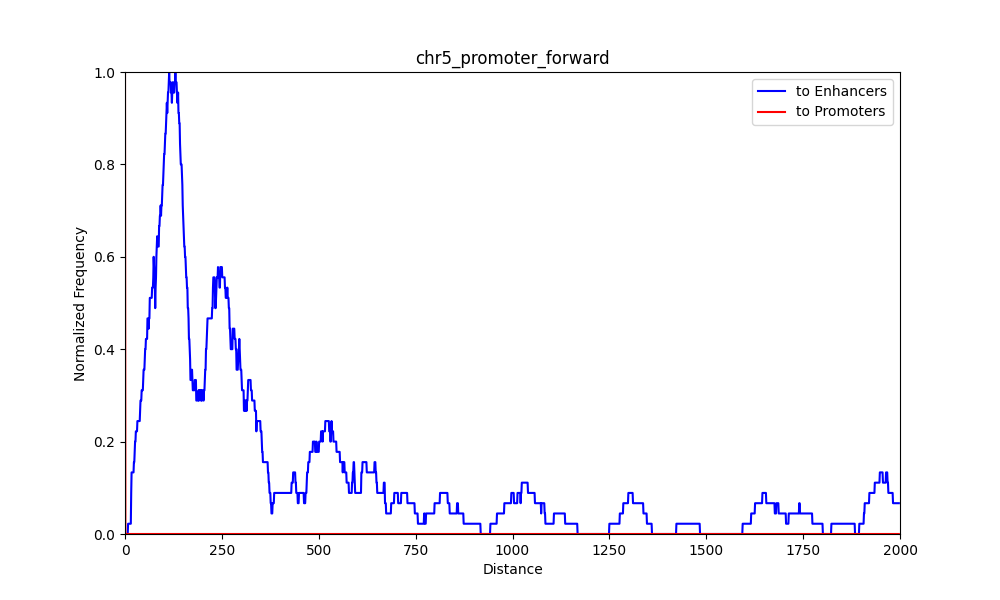 chr5_promoter_forward
to Enhancers
to Promoters
Normalized Frequency
1.0
0.8
0.6
0.4
0.2
0.0
0 250 500 750 1000 1250 1500 1750 2000
Distance